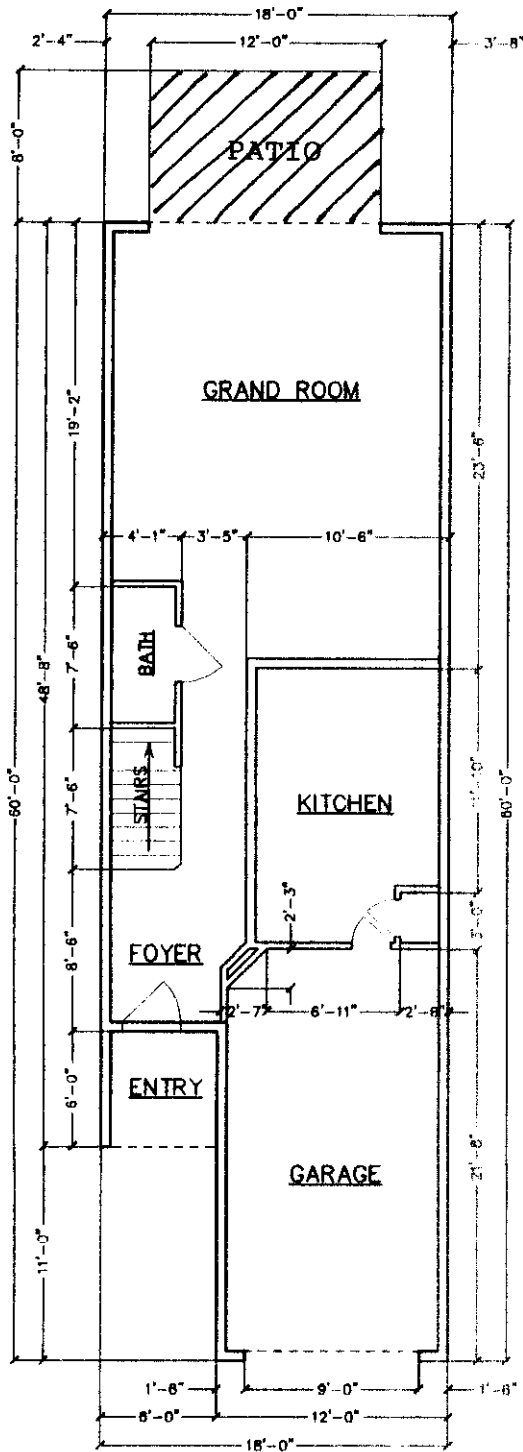 18'-0"
2'-4" 12'-0" 3'-8"
8'-0"
PATIO
GRAND ROOM
19'-2"
23'-6"
4'-1" 3'-5" 10'-6"
BATH
7'-6"
48'-8"
60'-0"
STAIRS
7'-6"
KITCHEN
2'-3"
3'-0"
8'-6"
FOYER
2'-7" 6'-11" 2'-8"
6'-0"
ENTRY
GARAGE
21'-8"
11'-0"
1'-6" 9'-0" 1'-6"
6'-0" 12'-0"
18'-0"